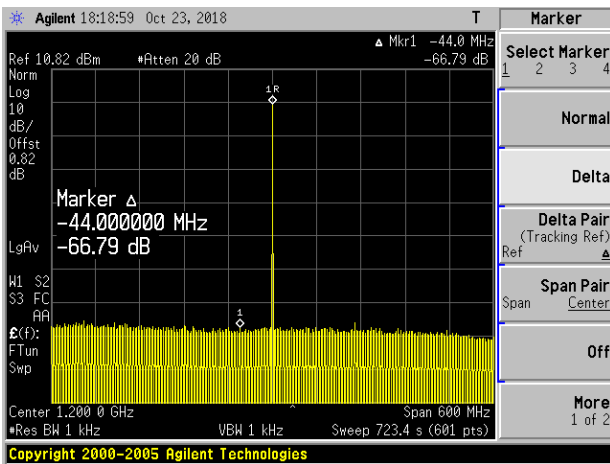 Agilent 18:18:59 Oct 23, 2018 T
Δ Mkr1 -44.0 MHz
Ref 10.82 dBm #Atten 20 dB -66.79 dB
Norm
Log
10
dB/
Offst
0.82
dB
LgAv
W1 S2
S3 FC
AA
£(f):
FTun
Swp
1R
Marker Δ
-44.000000 MHz
-66.79 dB
1
Center 1.200 0 GHz Span 600 MHz
#Res BW 1 kHz VBW 1 kHz Sweep 723.4 s (601 pts)
Copyright 2000-2005 Agilent Technologies
Marker
Select Marker
1 2 3 4
Normal
Delta
Delta Pair
(Tracking Ref)
Ref Δ
Span Pair
Span Center
Off
More
1 of 2